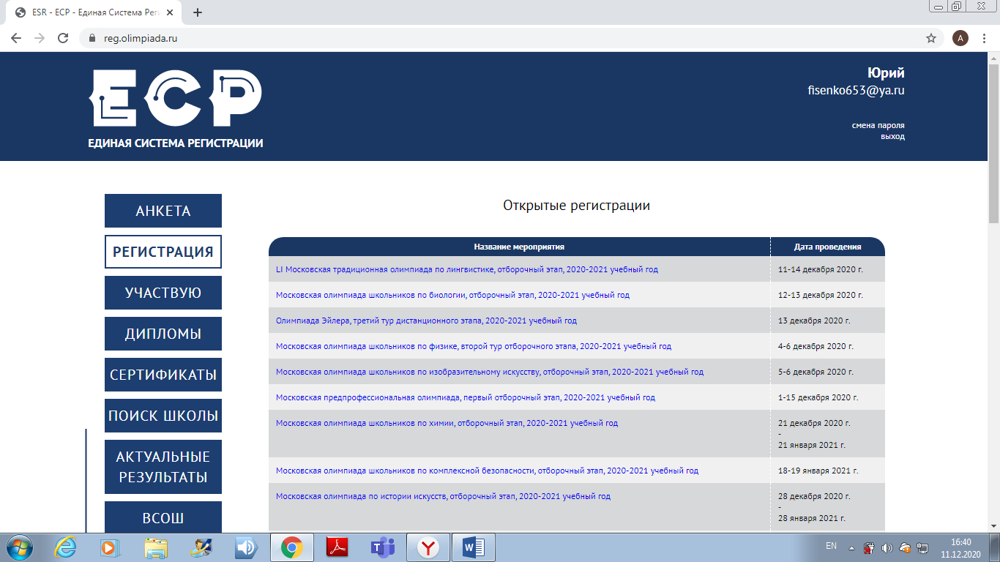 ESR - ЕСР - Единая Система Рег
reg.olimpiada.ru
А
ЕСР
ЕДИНАЯ СИСТЕМА РЕГИСТРАЦИИ
Юрий
fisenko653@ya.ru
смена пароля
выход
АНКЕТА
РЕГИСТРАЦИЯ
УЧАСТВУЮ
ДИПЛОМЫ
СЕРТИФИКАТЫ
ПОИСК ШКОЛЫ
АКТУАЛЬНЫЕ
РЕЗУЛЬТАТЫ
ВСОШ
Открытые регистрации
Название мероприятия Дата проведения
LI Московская традиционная олимпиада по лингвистике, отборочный этап, 2020-2021 учебный год 11-14 декабря 2020 г.
Московская олимпиада школьников по биологии, отборочный этап, 2020-2021 учебный год 12-13 декабря 2020 г.
Олимпиада Эйлера, третий тур дистанционного этапа, 2020-2021 учебный год 13 декабря 2020 г.
Московская олимпиада школьников по физике, второй тур отборочного этапа, 2020-2021 учебный год 4-6 декабря 2020 г.
Московская олимпиада школьников по изобразительному искусству, отборочный этап, 2020-2021 учебный год 5-6 декабря 2020 г.
Московская предпрофессиональная олимпиада, первый отборочный этап, 2020-2021 учебный год 1-15 декабря 2020 г.
Московская олимпиада школьников по химии, отборочный этап, 2020-2021 учебный год 21 декабря 2020 г.
-
21 января 2021 г.
Московская олимпиада школьников по комплексной безопасности, отборочный этап, 2020-2021 учебный год 18-19 января 2021 г.
Московская олимпиада по истории искусств, отборочный этап, 2020-2021 учебный год 28 декабря 2020 г.
-
28 января 2021 г.
EN
16:40
11.12.2020